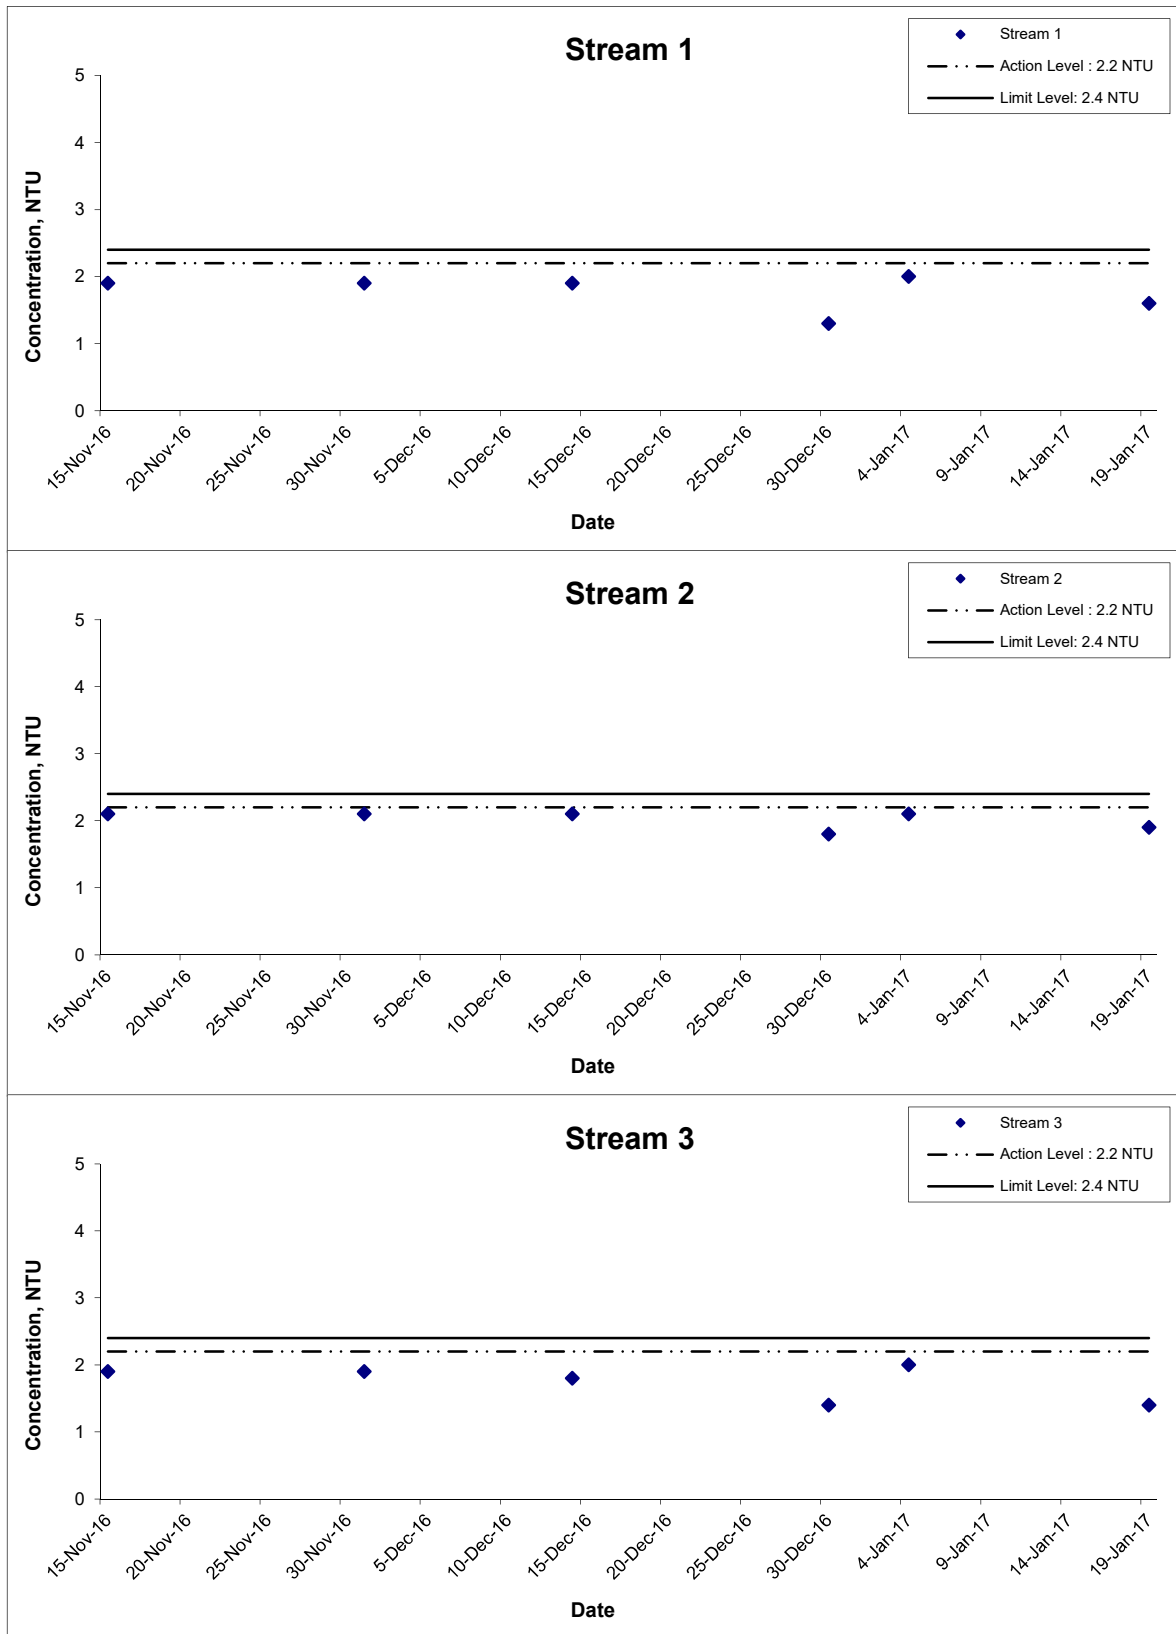 Stream 1
Stream 1
Action Level : 2.2 NTU
Limit Level: 2.4 NTU
Concentration, NTU
5
4
3
2
1
0
15-Nov-16
20-Nov-16
25-Nov-16
30-Nov-16
5-Dec-16
10-Dec-16
15-Dec-16
20-Dec-16
25-Dec-16
30-Dec-16
4-Jan-17
9-Jan-17
14-Jan-17
19-Jan-17
Date
Stream 2
Stream 2
Action Level : 2.2 NTU
Limit Level: 2.4 NTU
Concentration, NTU
5
4
3
2
1
0
15-Nov-16
20-Nov-16
25-Nov-16
30-Nov-16
5-Dec-16
10-Dec-16
15-Dec-16
20-Dec-16
25-Dec-16
30-Dec-16
4-Jan-17
9-Jan-17
14-Jan-17
19-Jan-17
Date
Stream 3
Stream 3
Action Level : 2.2 NTU
Limit Level: 2.4 NTU
Concentration, NTU
5
4
3
2
1
0
15-Nov-16
20-Nov-16
25-Nov-16
30-Nov-16
5-Dec-16
10-Dec-16
15-Dec-16
20-Dec-16
25-Dec-16
30-Dec-16
4-Jan-17
9-Jan-17
14-Jan-17
19-Jan-17
Date